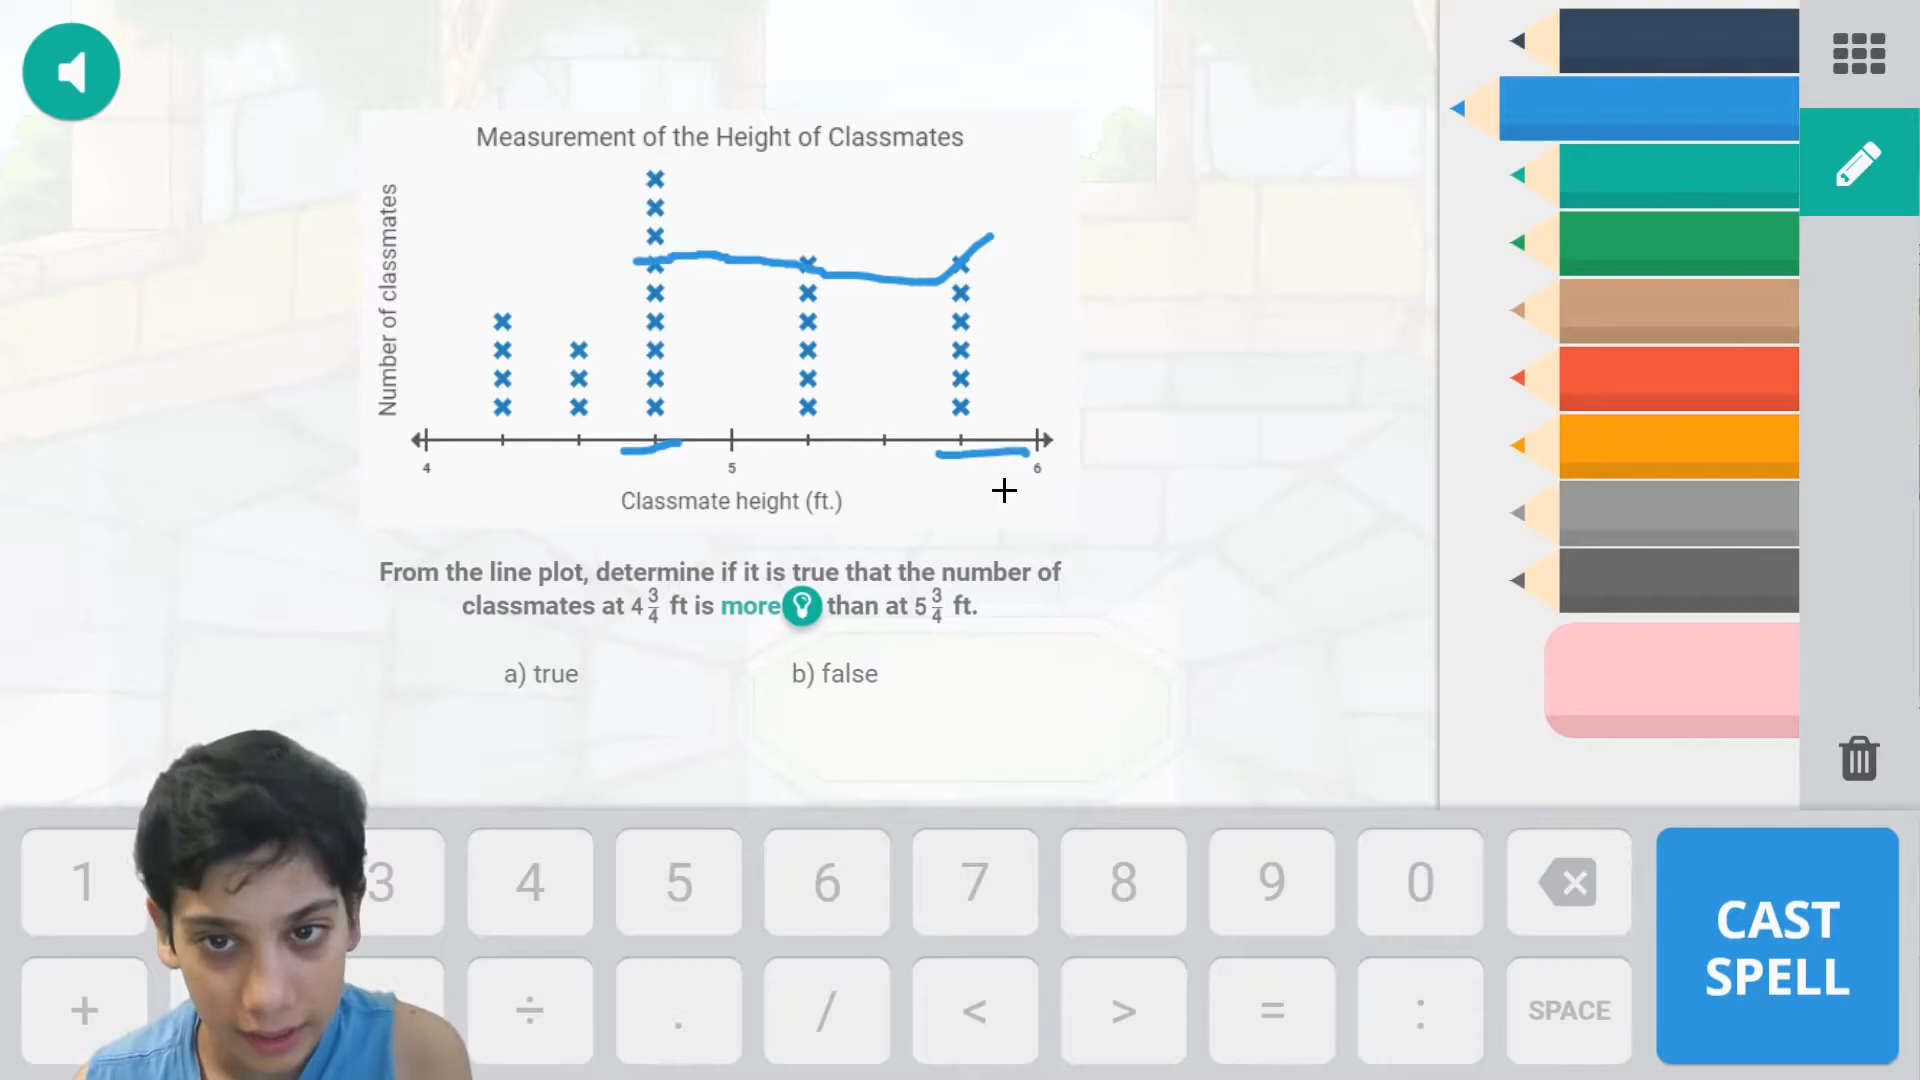 Measurement of the Height of Classmates
Number of classmates
4 5 6
Classmate height (ft.)
From the line plot, determine if it is true that the number of
classmates at 4 3/4 ft is more than at 5 3/4 ft.
a) true b) false
1 3 4 5 6 7 8 9 0
+ ÷ . / < > = : SPACE
CAST
SPELL